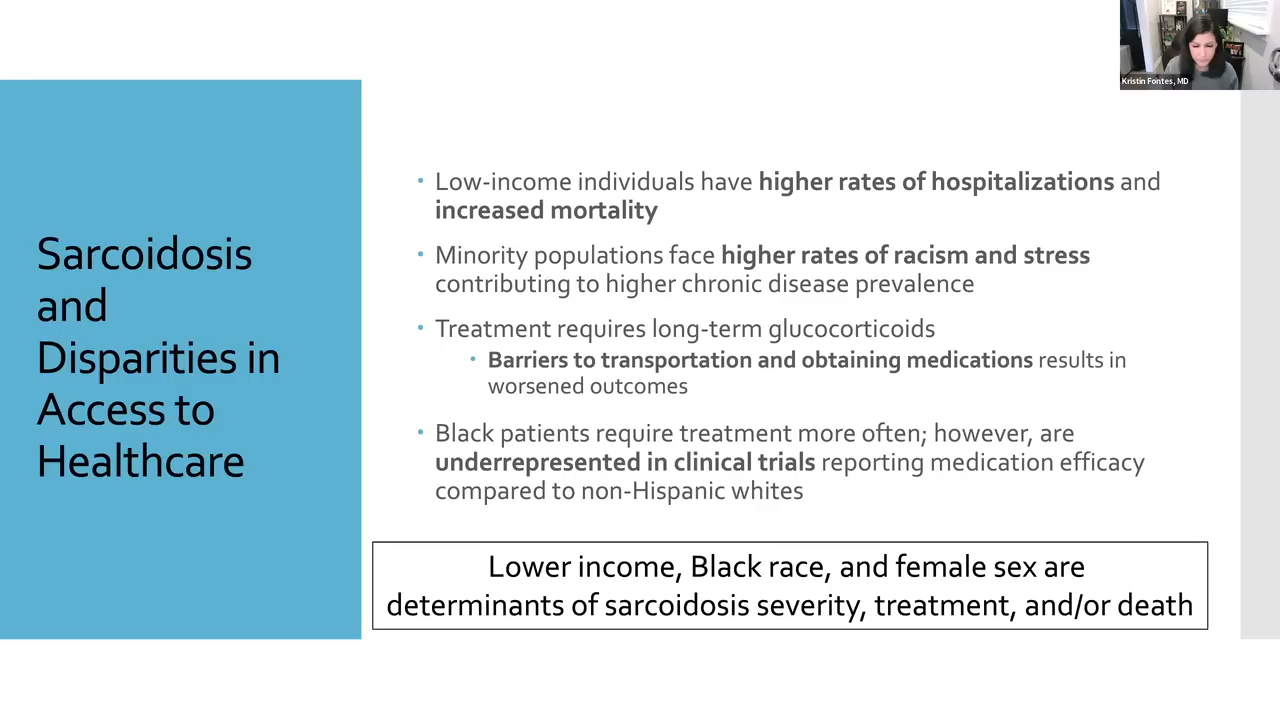 Kristin Fontes, MD
Sarcoidosis
and
Disparities in
Access to
Healthcare
• Low-income individuals have higher rates of hospitalizations and
increased mortality
• Minority populations face higher rates of racism and stress
contributing to higher chronic disease prevalence
• Treatment requires long-term glucocorticoids
• Barriers to transportation and obtaining medications results in
worsened outcomes
• Black patients require treatment more often; however, are
underrepresented in clinical trials reporting medication efficacy
compared to non-Hispanic whites
Lower income, Black race, and female sex are
determinants of sarcoidosis severity, treatment, and/or death